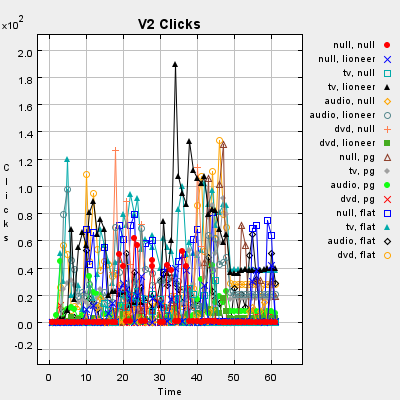 V2 Clicks
x10²
2.0
1.8
1.6
1.4
1.2
1.0
0.8
0.6
0.4
0.2
0.0
-0.2
Clicks
0 10 20 30 40 50 60
Time
null, null
null, lioneer
tv, null
tv, lioneer
audio, null
audio, lioneer
dvd, null
dvd, lioneer
null, pg
tv, pg
audio, pg
dvd, pg
null, flat
tv, flat
audio, flat
dvd, flat